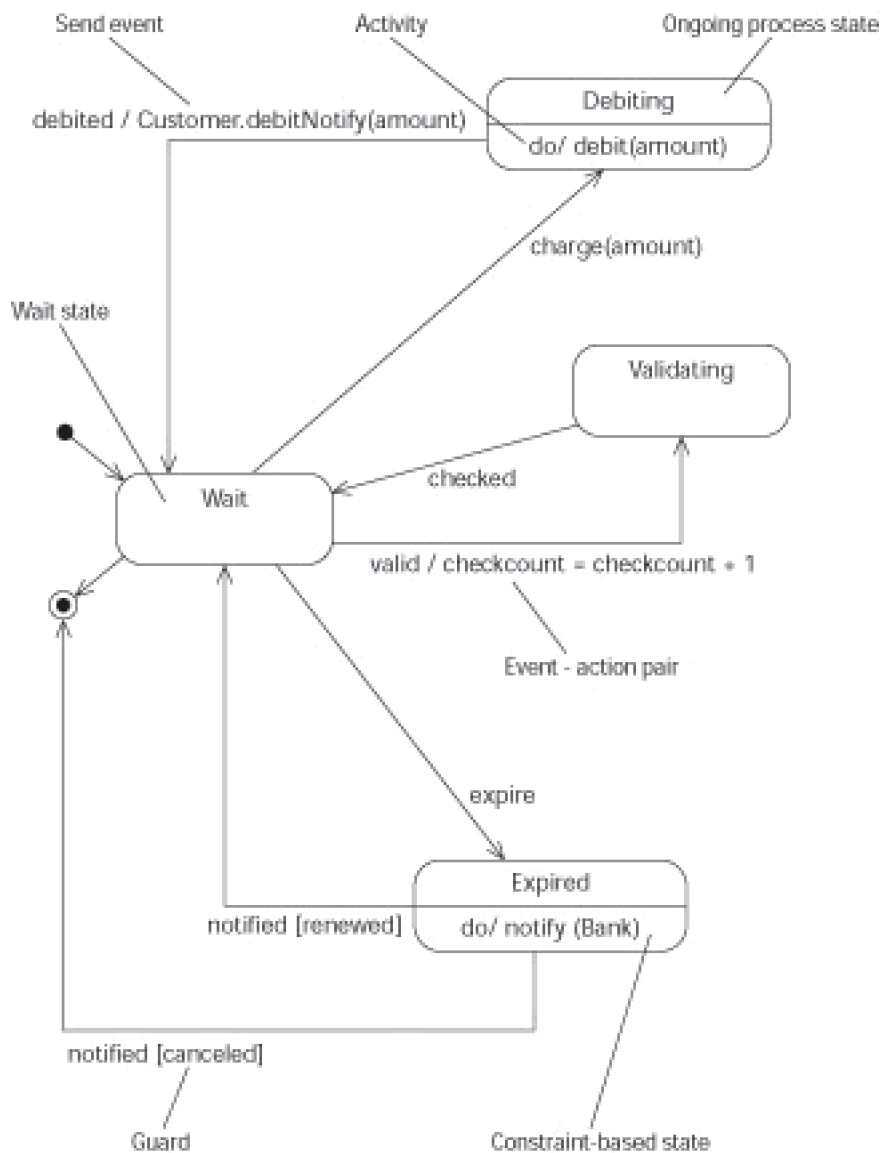 Send event
Activity
Ongoing process state
Debiting
debited / Customer.debitNotify(amount)
do/ debit(amount)
charge(amount)
Wait state
Validating
checked
Wait
valid / checkcount = checkcount + 1
Event - action pair
expire
Expired
notified [renewed]
do/ notify (Bank)
notified [canceled]
Guard
Constraint-based state